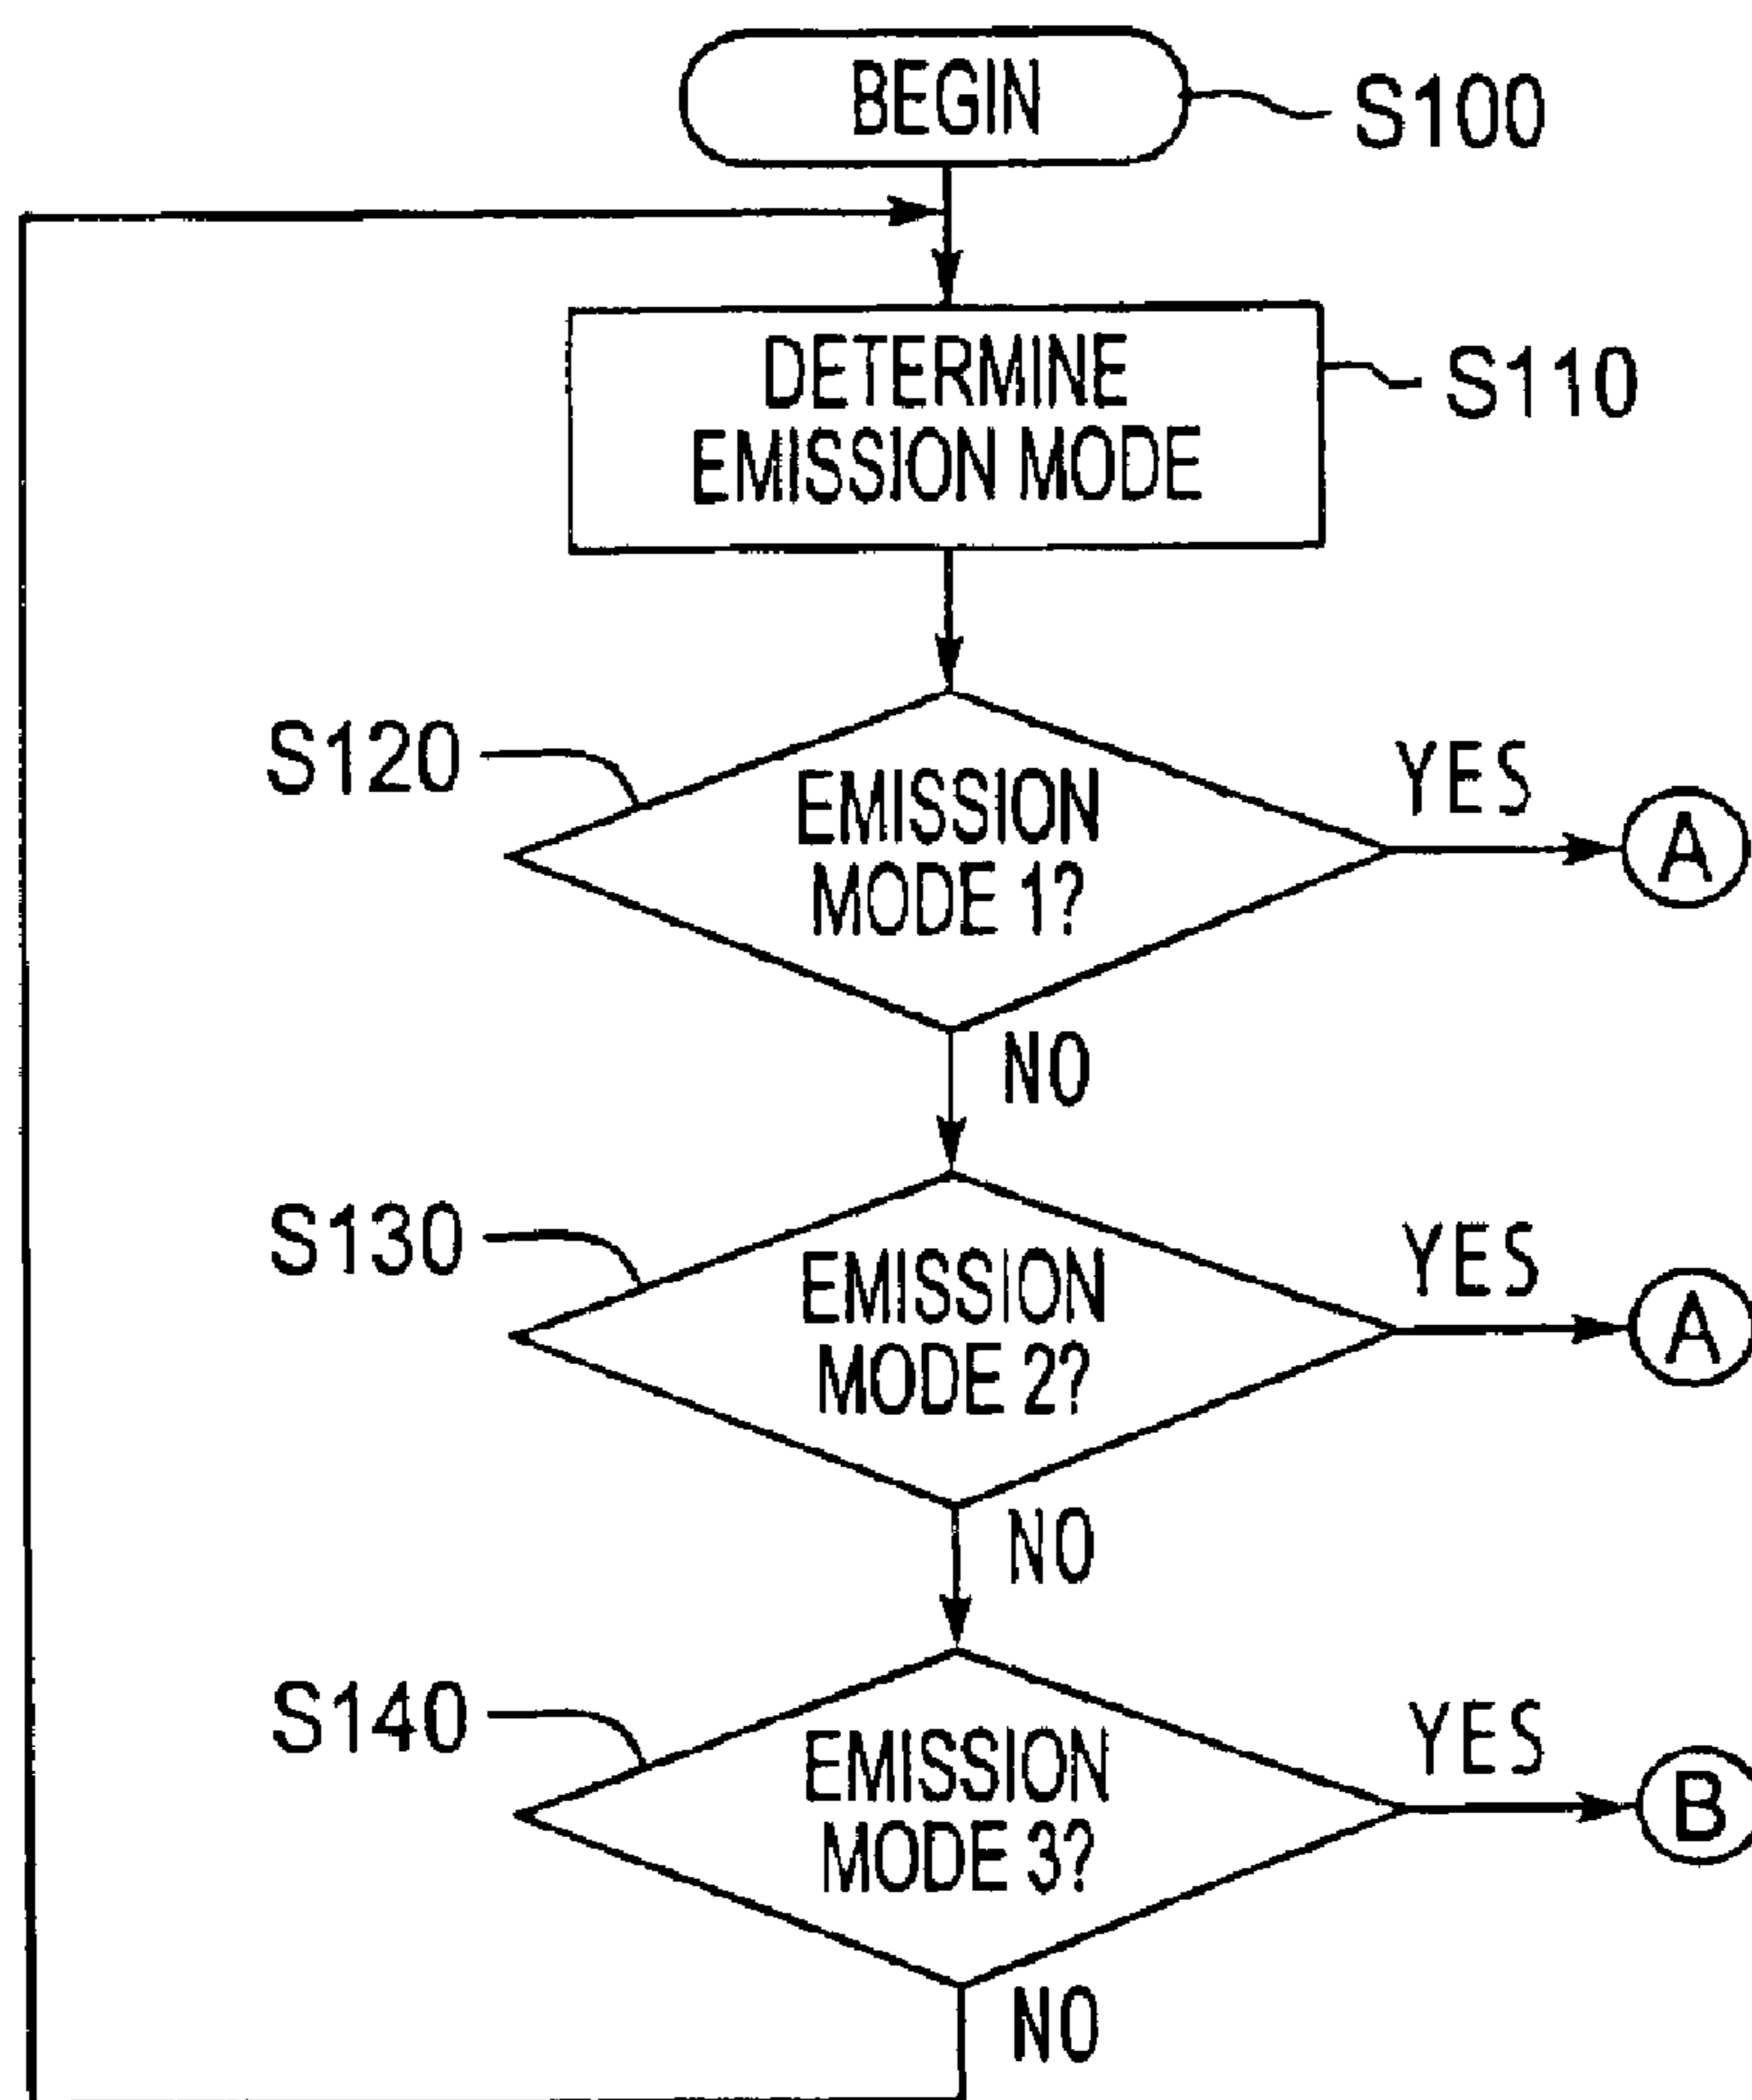 BEGIN
S100
DETERMINE
EMISSION MODE
S110
S120
EMISSION
MODE 1?
YES
A
NO
S130
EMISSION
MODE 2?
YES
A
NO
S140
EMISSION
MODE 3?
YES
B
NO